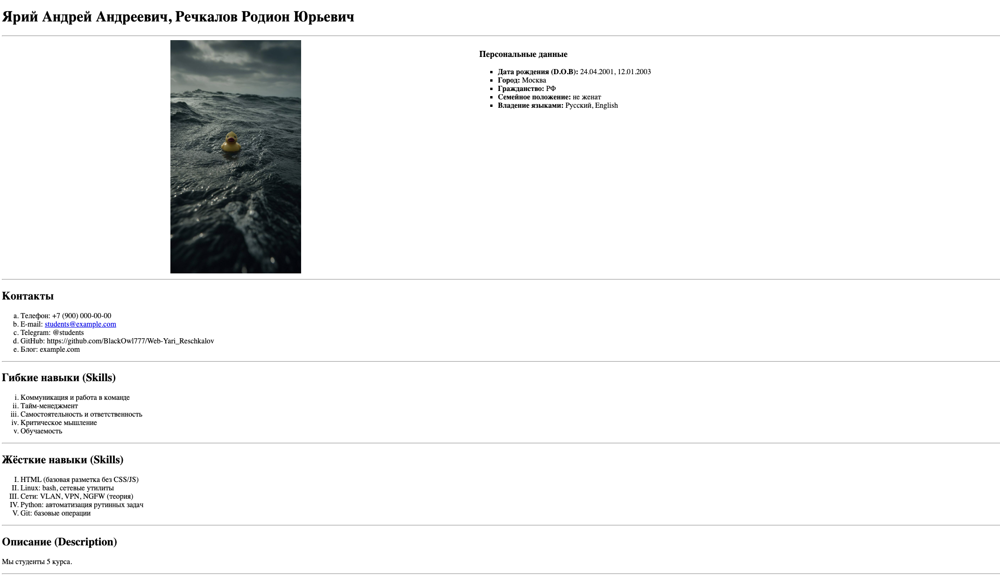 Ярий Андрей Андреевич, Речкалов Родион Юрьевич
Персональные данные
▪ Дата рождения (D.O.B): 24.04.2001, 12.01.2003
▪ Город: Москва
▪ Гражданство: РФ
▪ Семейное положение: не женат
▪ Владение языками: Русский, English
Контакты
a. Телефон: +7 (900) 000-00-00
b. E-mail: students@example.com
c. Telegram: @students
d. GitHub: https://github.com/BlackOwl777/Web-Yari_Reschkalov
e. Блог: example.com
Гибкие навыки (Skills)
i. Коммуникация и работа в команде
ii. Тайм-менеджмент
iii. Самостоятельность и ответственность
iv. Критическое мышление
v. Обучаемость
Жёсткие навыки (Skills)
I. HTML (базовая разметка без CSS/JS)
II. Linux: bash, сетевые утилиты
III. Сети: VLAN, VPN, NGFW (теория)
IV. Python: автоматизация рутинных задач
V. Git: базовые операции
Описание (Description)
Мы студенты 5 курса.